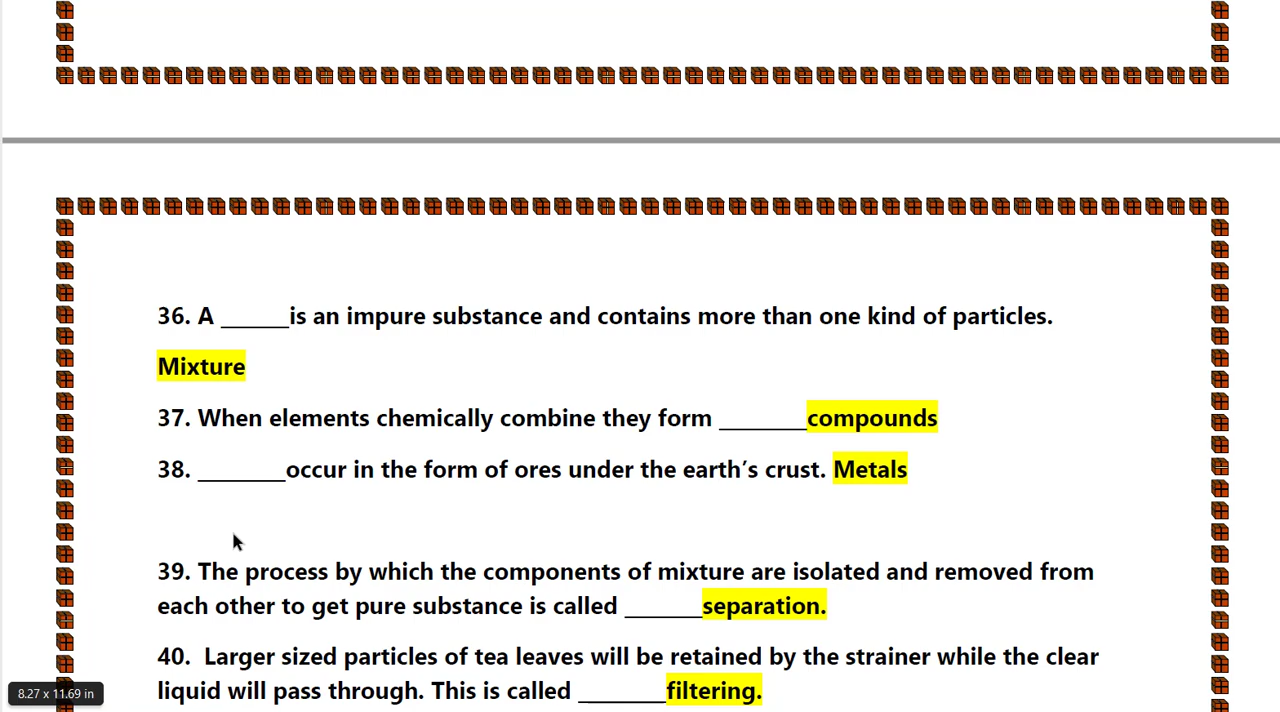 36. A ______is an impure substance and contains more than one kind of particles.
Mixture
37. When elements chemically combine they form ________compounds
38. ________occur in the form of ores under the earth’s crust. Metals
39. The process by which the components of mixture are isolated and removed from
each other to get pure substance is called _______separation.
40.  Larger sized particles of tea leaves will be retained by the strainer while the clear
liquid will pass through. This is called ________filtering.
8.27 x 11.69 in